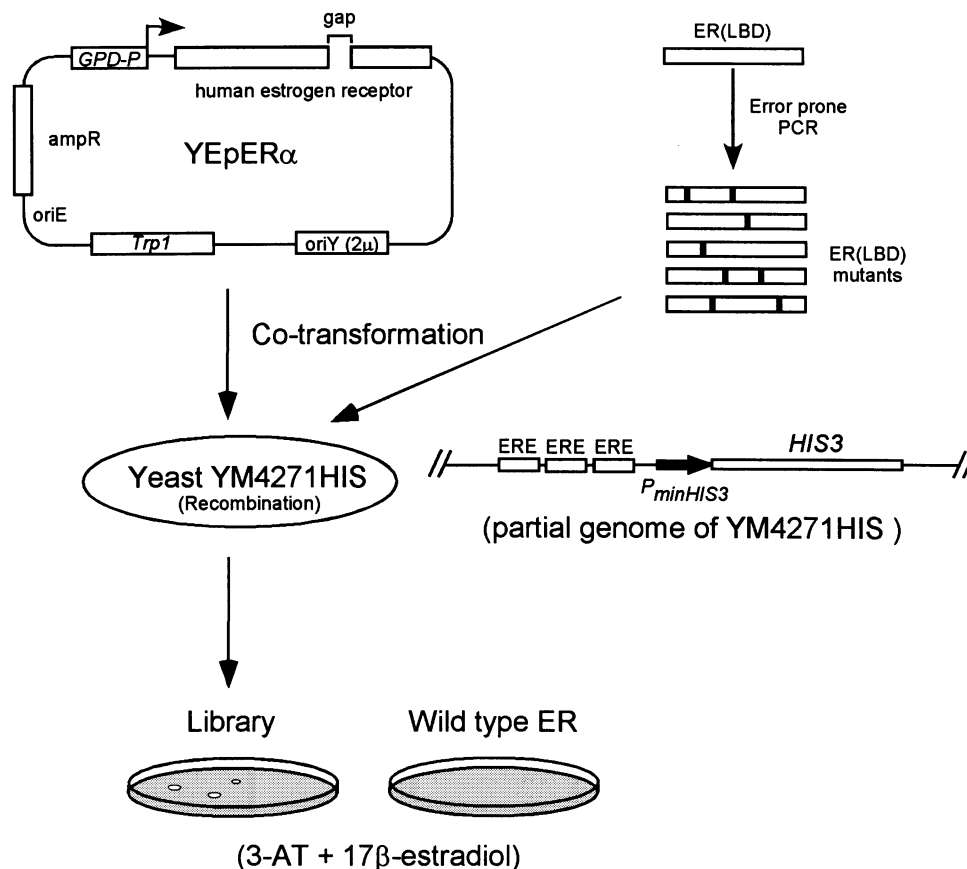 gap
GPD-P
human estrogen receptor
ampR
YEpERα
oriE
Trp1
oriY (2μ)
ER(LBD)
Error prone
PCR
ER(LBD)
mutants
Co-transformation
Yeast YM4271HIS
(Recombination)
ERE ERE ERE
HIS3
PminHIS3
(partial genome of YM4271HIS )
Library
Wild type ER
(3-AT + 17β-estradiol)